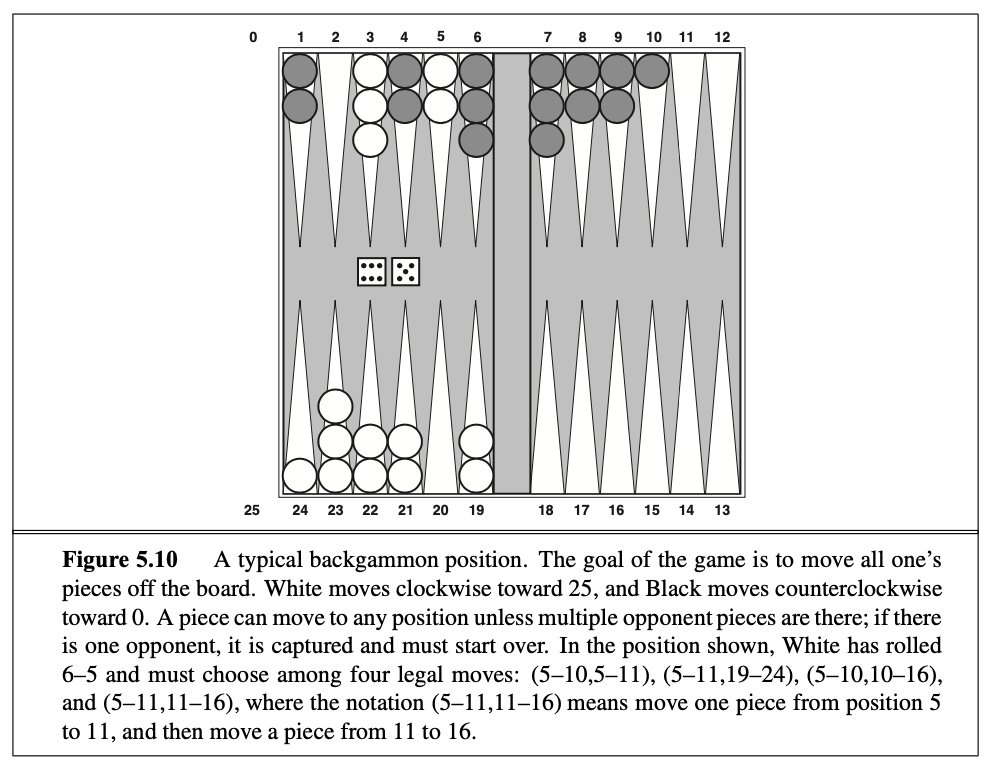 0 1 2 3 4 5 6 7 8 9 10 11 12
25 24 23 22 21 20 19 18 17 16 15 14 13
Figure 5.10 A typical backgammon position. The goal of the game is to move all one’s
pieces off the board. White moves clockwise toward 25, and Black moves counterclockwise
toward 0. A piece can move to any position unless multiple opponent pieces are there; if there
is one opponent, it is captured and must start over. In the position shown, White has rolled
6–5 and must choose among four legal moves: (5–10,5–11), (5–11,19–24), (5–10,10–16),
and (5–11,11–16), where the notation (5–11,11–16) means move one piece from position 5
to 11, and then move a piece from 11 to 16.